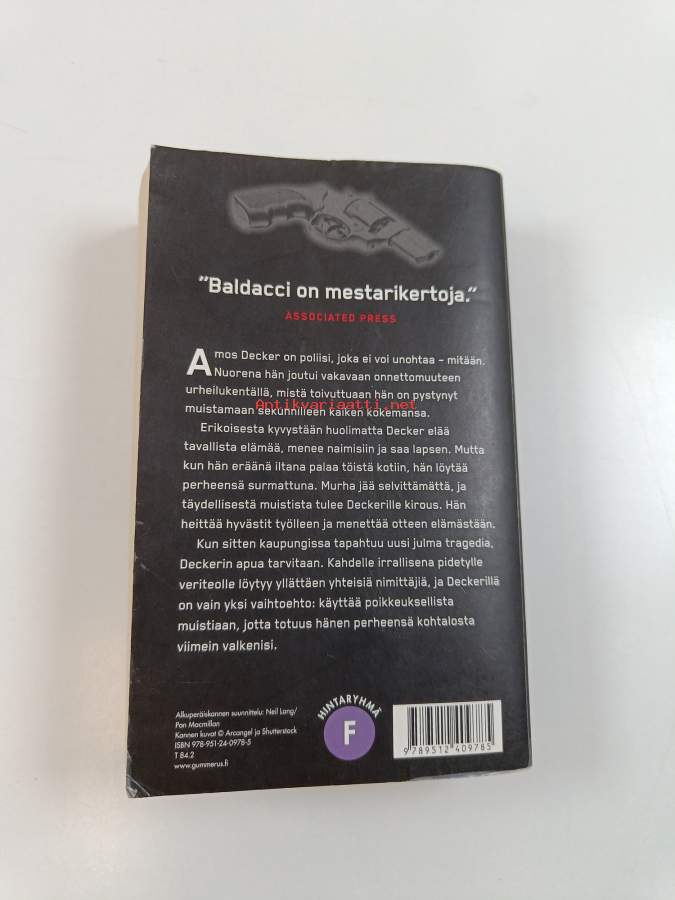 "Baldacci on mestarikertoja."
ASSOCIATED PRESS
Amos Decker on poliisi, joka ei voi unohtaa – mitään.
Nuorena hän joutui vakavaan onnettomuuteen
urheilukentällä, mistä toivuttuaan hän on pystynyt
Antikvariaatti.net
muistamaan sekunnilleen kaiken kokemansa.
Erikoisesta kyvystään huolimatta Decker elää
tavallista elämää, menee naimisiin ja saa lapsen. Mutta
kun hän eräänä iltana palaa töistä kotiin, hän löytää
perheensä surmattuna. Murha jää selvittämättä, ja
täydellisestä muistista tulee Deckerille kirous. Hän
heittää hyvästit työlleen ja menettää otteen elämästään.
Kun sitten kaupungissa tapahtuu uusi julma tragedia,
Deckerin apua tarvitaan. Kahdelle irrallisena pidetylle
veriteolle löytyy yllättäen yhteisiä nimittäjiä, ja Deckerillä
on vain yksi vaihtoehto: käyttää poikkeuksellista
muistiaan, jotta totuus hänen perheensä kohtalosta
viimein valkenisi.
Alkuperäiskannen suunnittelu: Neil Lang/
Pan Macmillan
Kannen kuvat © Arcangel ja Shutterstock
ISBN 978-951-24-0978-5
T 84.2
www.gummerus.fi
HINTARYHMÄ
F
9789512409785